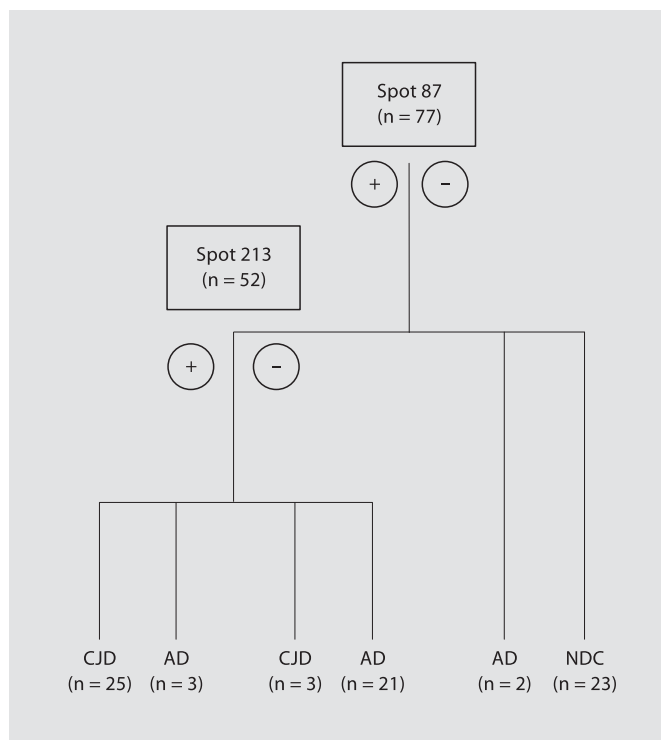 Spot 87
(n = 77)
+ −
Spot 213
(n = 52)
+ −
CJD AD CJD AD AD NDC
(n = 25) (n = 3) (n = 3) (n = 21) (n = 2) (n = 23)